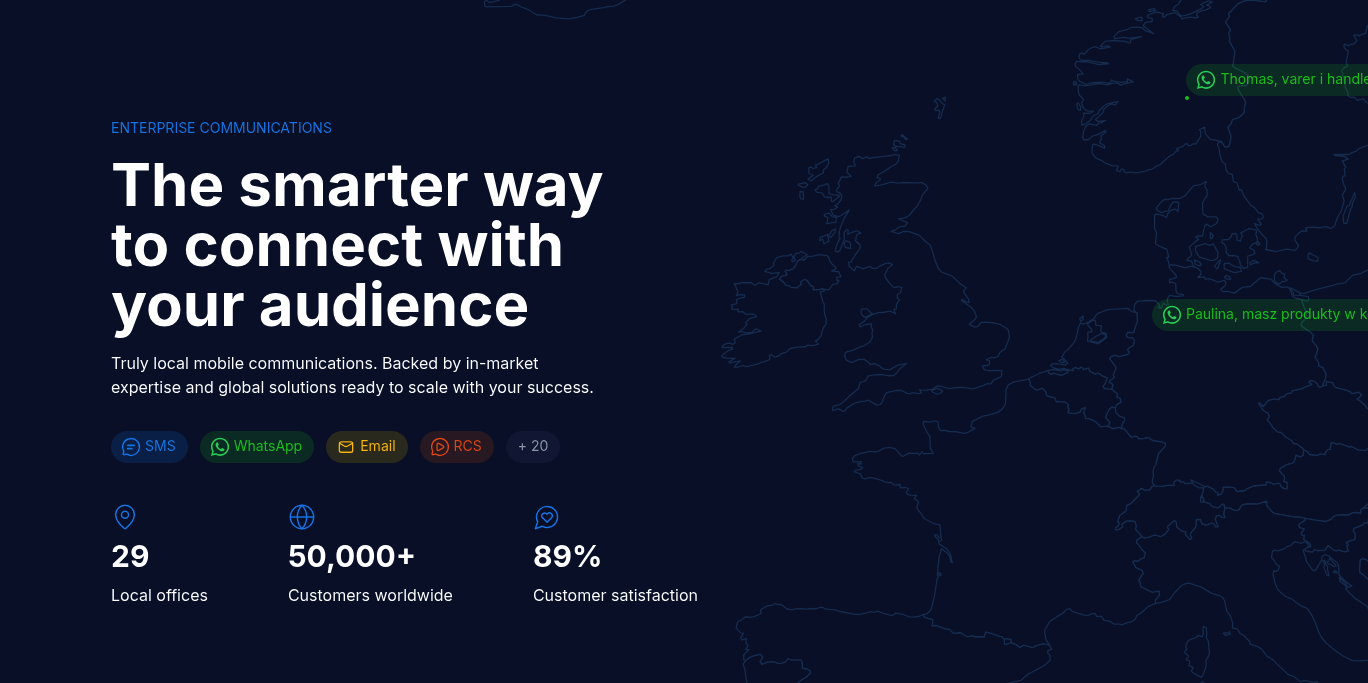 Thomas, varer i
ENTERPRISE COMMUNICATIONS
The smarter way
to connect with
your audience
Paulina, masz produkty w
Truly local mobile communications. Backed by in-market
expertise and global solutions ready to scale with your success.
SMS WhatsApp Email RCS + 20
29 50,000+ 89%
Local offices Customers worldwide Customer satisfaction